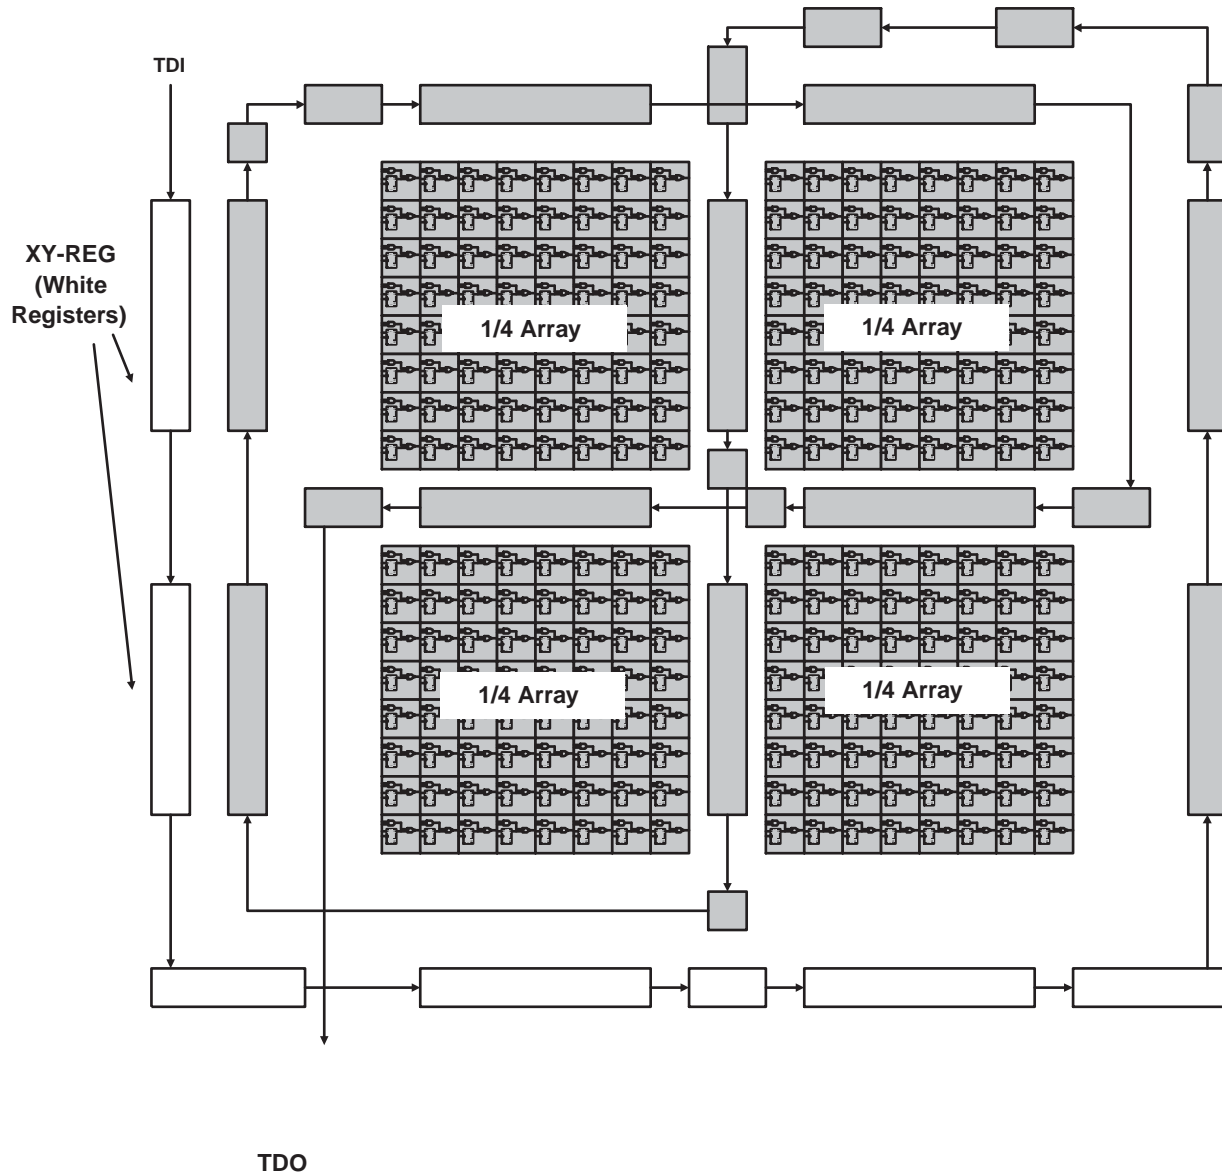 TDI
XY-REG
(White
Registers)
1/4 Array
1/4 Array
1/4 Array
1/4 Array
TDO